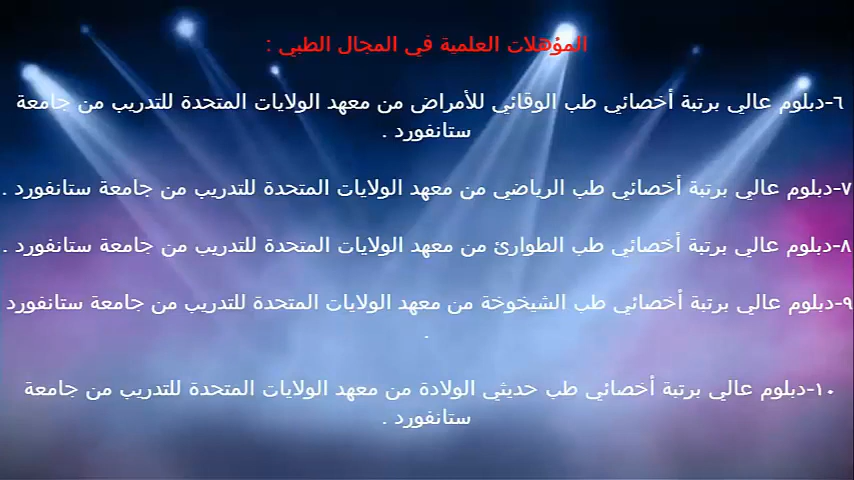 المؤهلات العلمية في المجال الطبي :
٦-دبلوم عالي برتبة أخصائي طب الوقائي للأمراض من معهد الولايات المتحدة للتدريب من جامعة
ستانفورد .
٧-دبلوم عالي برتبة أخصائي طب الرياضي من معهد الولايات المتحدة للتدريب من جامعة ستانفورد .
٨-دبلوم عالي برتبة أخصائي طب الطوارئ من معهد الولايات المتحدة للتدريب من جامعة ستانفورد .
٩-دبلوم عالي برتبة أخصائي طب الشيخوخة من معهد الولايات المتحدة للتدريب من جامعة ستانفورد
.
١٠-دبلوم عالي برتبة أخصائي طب حديثي الولادة من معهد الولايات المتحدة للتدريب من جامعة
ستانفورد .